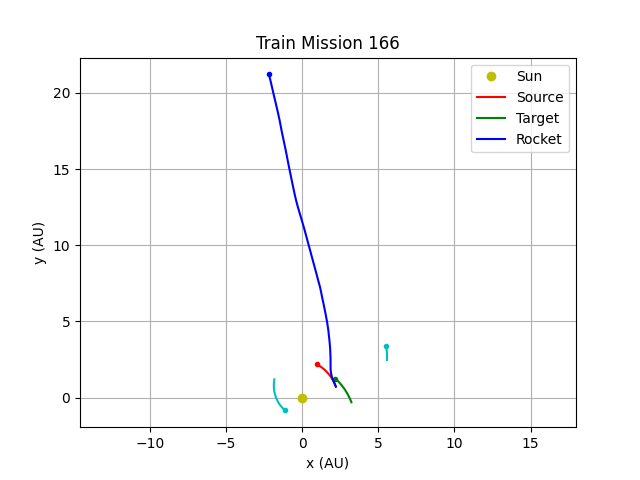 Train Mission 166
Sun
Source
Target
Rocket
20
15
10
5
0
y (AU)
−10
−5
0
5
10
15
x (AU)